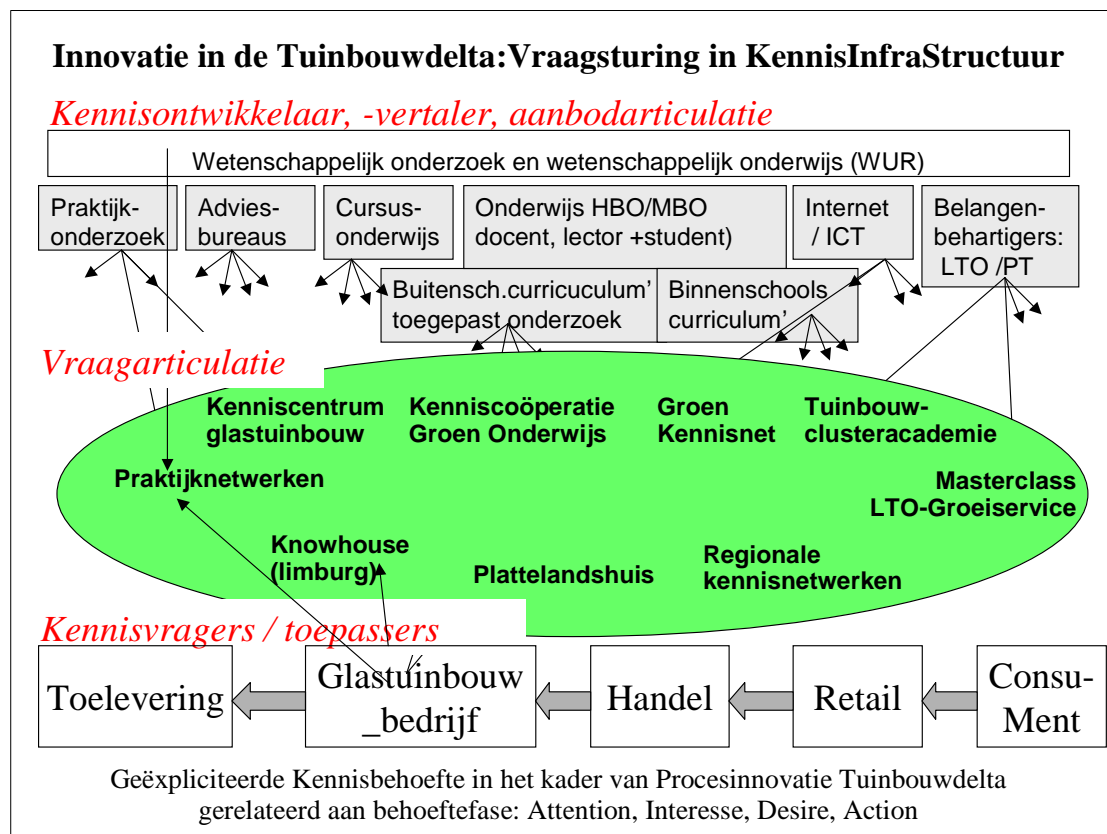 Innovatie in de Tuinbouwdelta:Vraagsturing in KennisInfraStructuur
Kennisontwikkelaar, -vertaler, aanbodarticulatie
Wetenschappelijk onderzoek en wetenschappelijk onderwijs (WUR)
Praktijk-
onderzoek
Advies-
bureaus
Cursus-
onderwijs
Onderwijs HBO/MBO
docent, lector +student)
Internet
/ ICT
Belangen-
behartigers:
LTO /PT
Buitensch.curricuculum’
toegepast onderzoek
Binnenschools
curriculum’
Vraagarticulatie
Kenniscentrum
glastuinbouw
Kenniscoöperatie
Groen Onderwijs
Groen
Kennisnet
Tuinbouw-
clusteracademie
Praktijknetwerken
Masterclass
LTO-Groeiservice
Knowhouse
(limburg)
Plattelandshuis
Regionale
kennisnetwerken
Kennisvragers / toepassers
Toelevering
Glastuinbouw
_bedrijf
Handel
Retail
Consu-
Ment
Geëxpliciteerde Kennisbehoefte in het kader van Procesinnovatie Tuinbouwdelta
gerelateerd aan behoeftefase: Attention, Interesse, Desire, Action